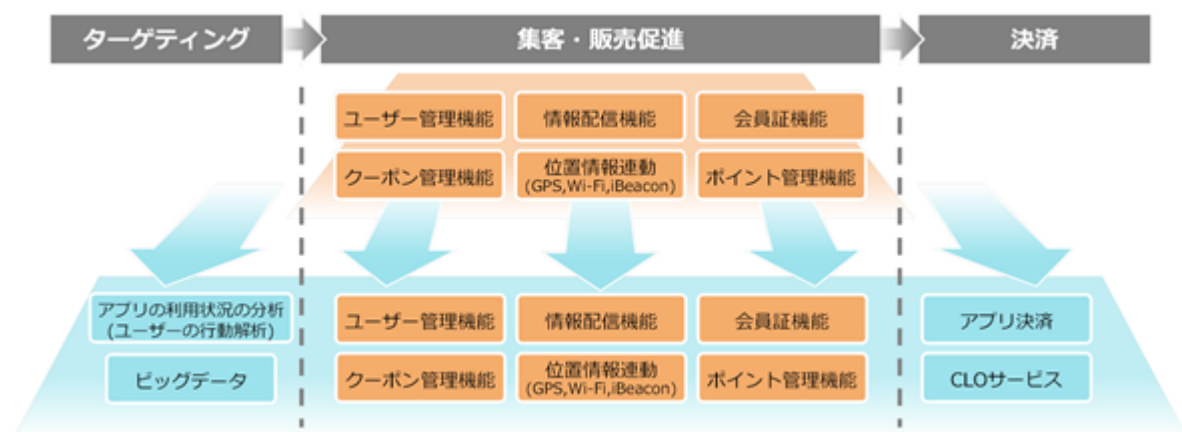 ターゲティング
集客・販売促進
決済
ユーザー管理機能
情報配信機能
会員証機能
クーポン管理機能
位置情報連動
(GPS,Wi-Fi,iBeacon)
ポイント管理機能
アプリの利用状況の分析
(ユーザーの行動解析)
ユーザー管理機能
情報配信機能
会員証機能
アプリ決済
ビッグデータ
クーポン管理機能
位置情報連動
(GPS,Wi-Fi,iBeacon)
ポイント管理機能
CLOサービス